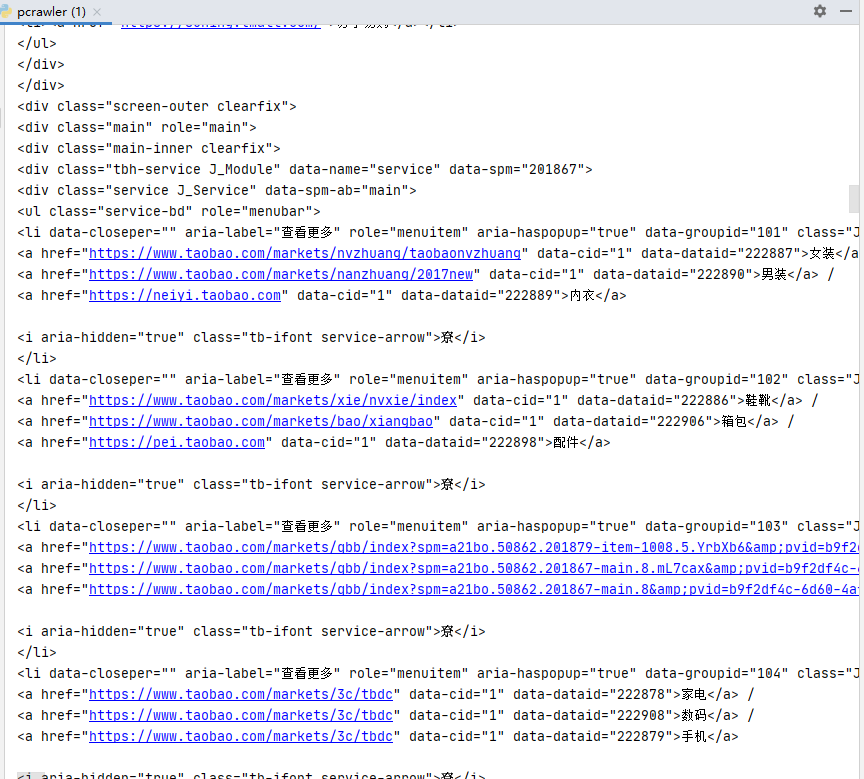 pcrawler (1)
</ul>
</div>
</div>
<div class="screen-outer clearfix">
<div class="main" role="main">
<div class="main-inner clearfix">
<div class="tbh-service J_Module" data-name="service" data-spm="201867">
<div class="service J_Service" data-spm-ab="main">
<ul class="service-bd" role="menubar">
<li data-closeper="" aria-label="查看更多" role="menuitem" aria-haspopup="true" data-groupid="101" class="J
<a href="https://www.taobao.com/markets/nvzhuang/taobaonvzhuang" data-cid="1" data-dataid="222887">女装</a
<a href="https://www.taobao.com/markets/nanzhuang/2017new" data-cid="1" data-dataid="222890">男装</a> /
<a href="https://neiyi.taobao.com" data-cid="1" data-dataid="222889">内衣</a>
<i aria-hidden="true" class="tb-ifont service-arrow">寮</i>
</li>
<li data-closeper="" aria-label="查看更多" role="menuitem" aria-haspopup="true" data-groupid="102" class="J
<a href="https://www.taobao.com/markets/xie/nvxie/index" data-cid="1" data-dataid="222886">鞋靴</a> /
<a href="https://www.taobao.com/markets/bao/xiangbao" data-cid="1" data-dataid="222906">箱包</a> /
<a href="https://pei.taobao.com" data-cid="1" data-dataid="222898">配件</a>
<i aria-hidden="true" class="tb-ifont service-arrow">寮</i>
</li>
<li data-closeper="" aria-label="查看更多" role="menuitem" aria-haspopup="true" data-groupid="103" class="J
<a href="https://www.taobao.com/markets/qbb/index?spm=a21bo.50862.201879-item-1008.5.YrbXb6&amp;pvid=b9f2
<a href="https://www.taobao.com/markets/qbb/index?spm=a21bo.50862.201867-main.8.mL7cax&amp;pvid=b9f2df4c-
<a href="https://www.taobao.com/markets/qbb/index?spm=a21bo.50862.201867-main.8&amp;pvid=b9f2df4c-6d60-4a
<i aria-hidden="true" class="tb-ifont service-arrow">寮</i>
</li>
<li data-closeper="" aria-label="查看更多" role="menuitem" aria-haspopup="true" data-groupid="104" class="J
<a href="https://www.taobao.com/markets/3c/tbdc" data-cid="1" data-dataid="222878">家电</a> /
<a href="https://www.taobao.com/markets/3c/tbdc" data-cid="1" data-dataid="222908">数码</a> /
<a href="https://www.taobao.com/markets/3c/tbdc" data-cid="1" data-dataid="222879">手机</a>
<i aria-hidden="true" class="tb-ifont service-arrow">寮</i>